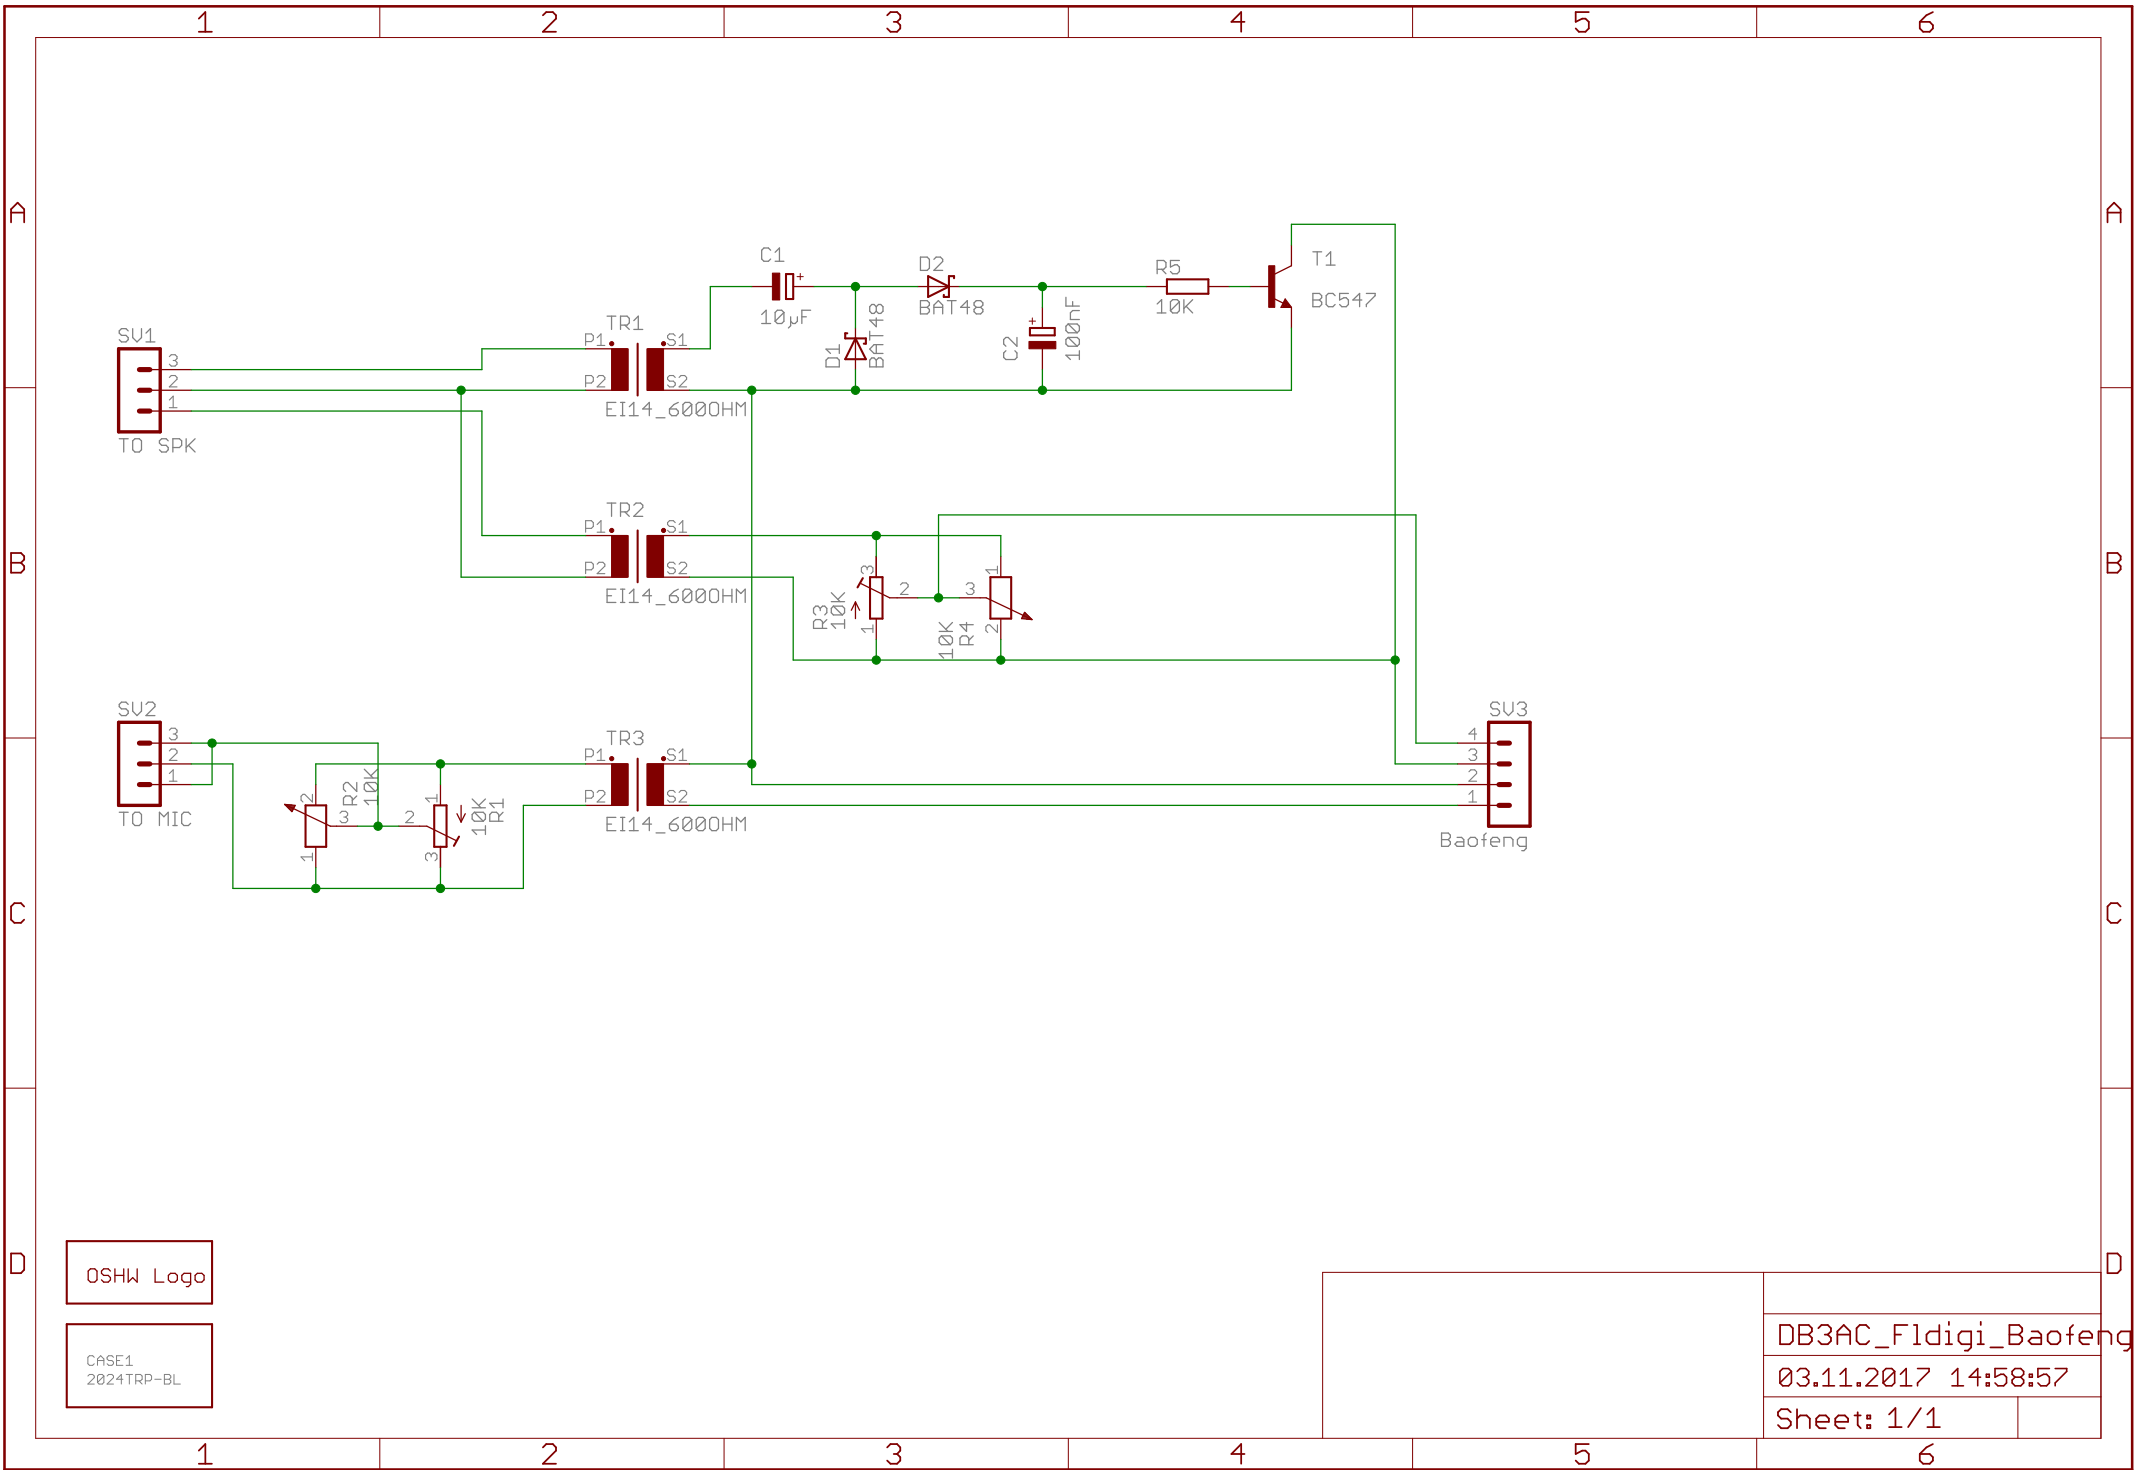 1 2 3 4 5 6
A A
B B
C C
D D
C1
+
10µF
D2
BAT48
R5
10K
T1
BC547
D1
BAT48
C2
+
100nF
SV1
3
2
1
TO SPK
TR1
P1 S1
P2 S2
EI14_600OHM
TR2
P1 S1
P2 S2
EI14_600OHM
R3
10K
3
2
1
10K
R4
1
3
2
SV2
3
2
1
TO MIC
R2
10K
2
3
1
10K
R1
1
2
3
TR3
P1 S1
P2 S2
EI14_600OHM
SV3
4
3
2
1
Baofeng
OSHW Logo
CASE1
2024TRP-BL
DB3AC_Fldigi_Baofeng
03.11.2017 14:58:57
Sheet: 1/1
1 2 3 4 5 6